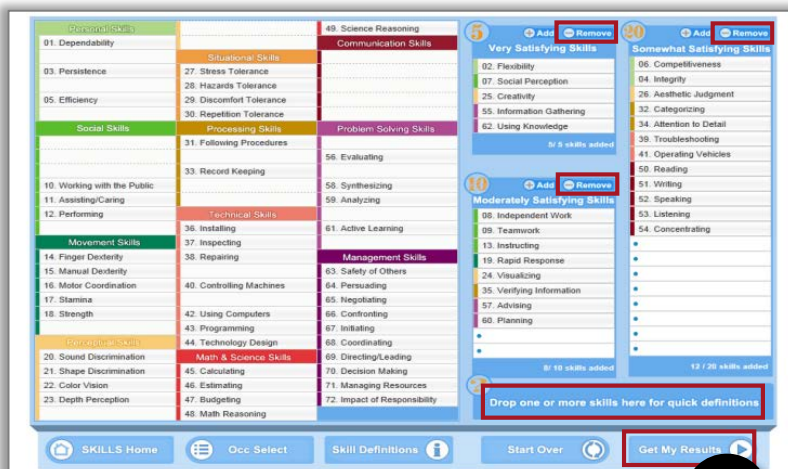 Personal Skills
01. Dependability
03. Persistence
05. Efficiency
Social Skills
10. Working with the Public
11. Assisting/Caring
12. Performing
Movement Skills
14. Finger Dexterity
15. Manual Dexterity
16. Motor Coordination
17. Stamina
18. Strength
Perceptual Skills
20. Sound Discrimination
21. Shape Discrimination
22. Color Vision
23. Depth Perception
Situational Skills
27. Stress Tolerance
28. Hazards Tolerance
29. Discomfort Tolerance
30. Repetition Tolerance
Processing Skills
31. Following Procedures
33. Record Keeping
Technical Skills
36. Installing
37. Inspecting
38. Repairing
40. Controlling Machines
42. Using Computers
43. Programming
44. Technology Design
Math & Science Skills
45. Calculating
46. Estimating
47. Budgeting
48. Math Reasoning
49. Science Reasoning
Communication Skills
Problem Solving Skills
56. Evaluating
58. Synthesizing
59. Analyzing
61. Active Learning
Management Skills
63. Safety of Others
64. Persuading
65. Negotiating
66. Confronting
67. Initiating
68. Coordinating
69. Directing/Leading
70. Decision Making
71. Managing Resources
72. Impact of Responsibility
5 Add Remove
Very Satisfying Skills
02. Flexibility
07. Social Perception
25. Creativity
55. Information Gathering
62. Using Knowledge
5/ 5 skills added
10 Add Remove
Moderately Satisfying Skills
08. Independent Work
09. Teamwork
13. Instructing
19. Rapid Response
24. Visualizing
35. Verifying Information
57. Advising
60. Planning
8/ 10 skills added
20 Add Remove
Somewhat Satisfying Skills
06. Competitiveness
04. Integrity
26. Aesthetic Judgment
32. Categorizing
34. Attention to Detail
39. Troubleshooting
41. Operating Vehicles
50. Reading
51. Writing
52. Speaking
53. Listening
54. Concentrating
12 / 20 skills added
? Drop one or more skills here for quick definitions
SKILLS Home
Occ Select
Skill Definitions
Start Over
Get My Results